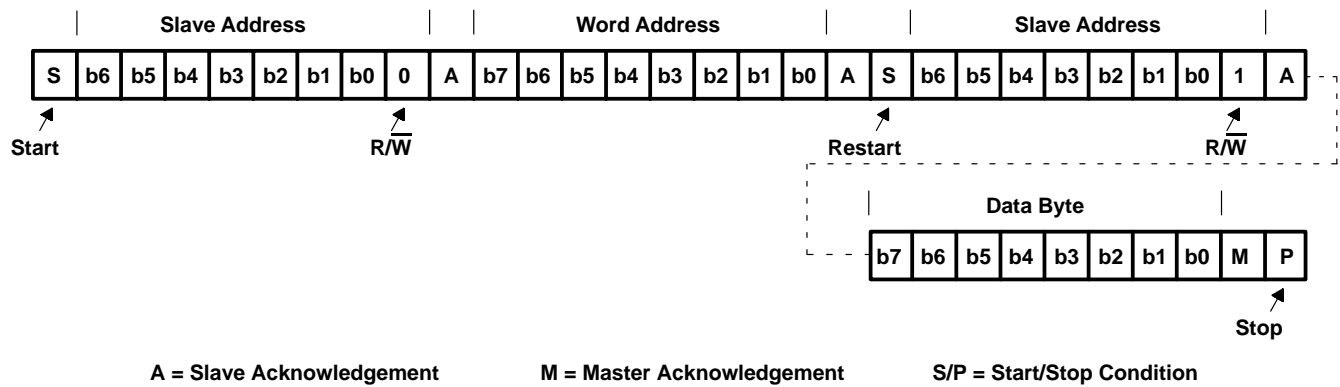 Slave Address Word Address Slave Address
S b6 b5 b4 b3 b2 b1 b0 0 A b7 b6 b5 b4 b3 b2 b1 b0 A S b6 b5 b4 b3 b2 b1 b0 1 A
Start R/W̅ Restart R/W̅
Data Byte
b7 b6 b5 b4 b3 b2 b1 b0 M P
Stop
A = Slave Acknowledgement M = Master Acknowledgement S/P = Start/Stop Condition